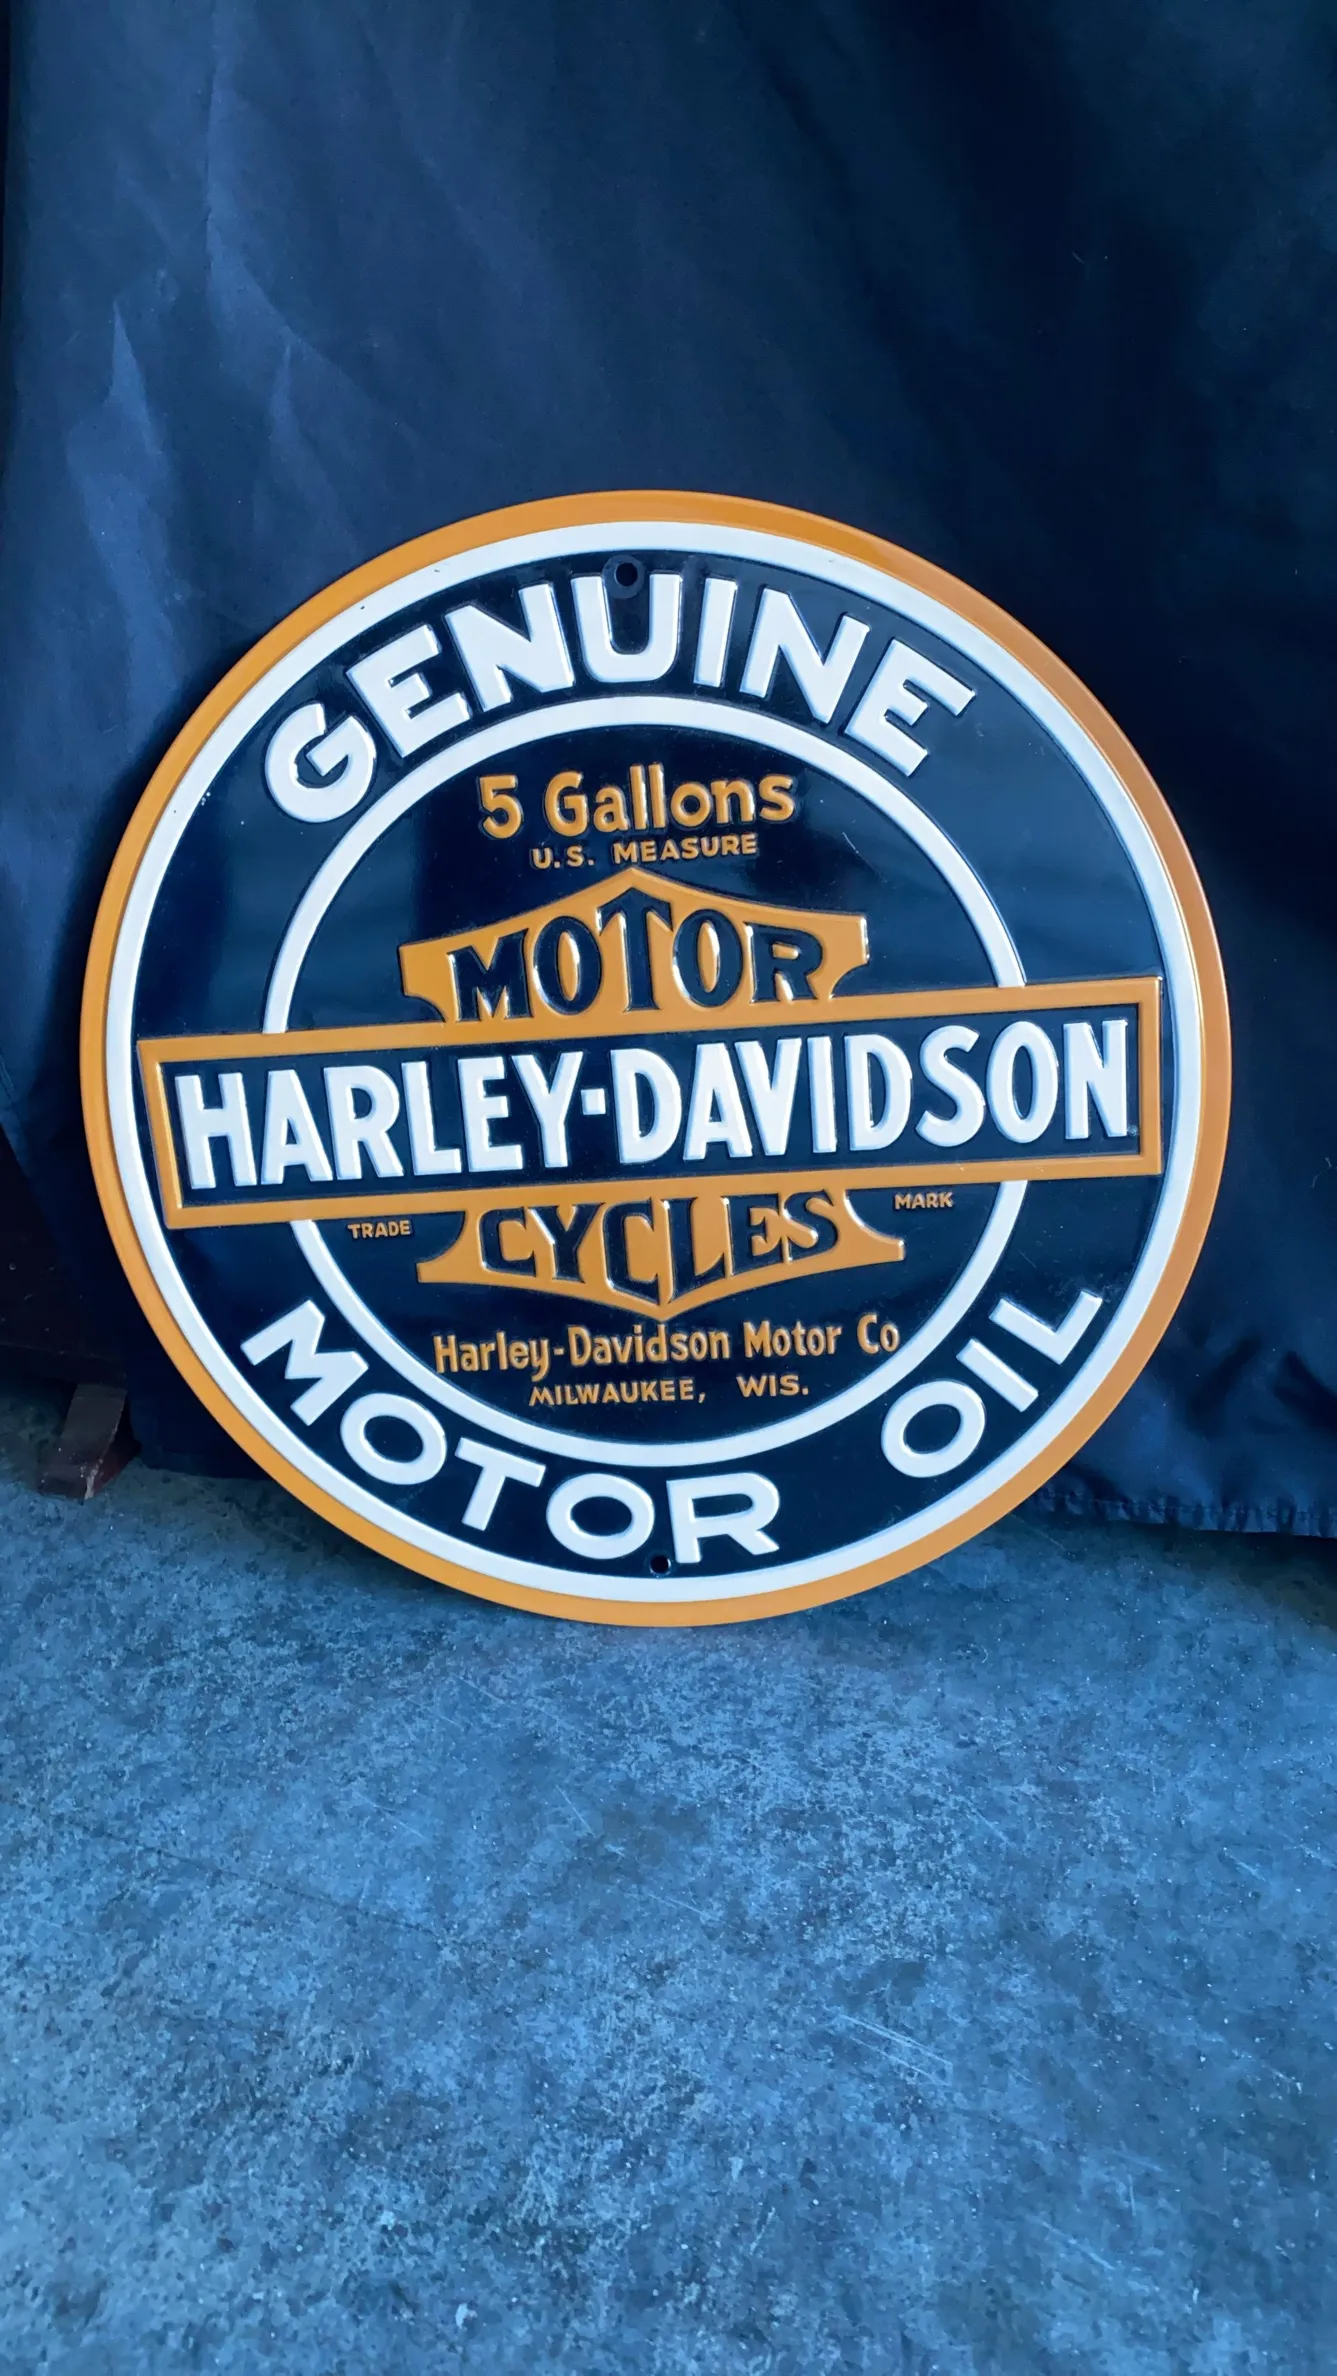 GENUINE
5 Gallons
U.S. MEASURE
MOTOR
HARLEY-DAVIDSON
TRADE CYCLES MARK
Harley-Davidson Motor Co
MILWAUKEE, WIS.
MOTOR OIL